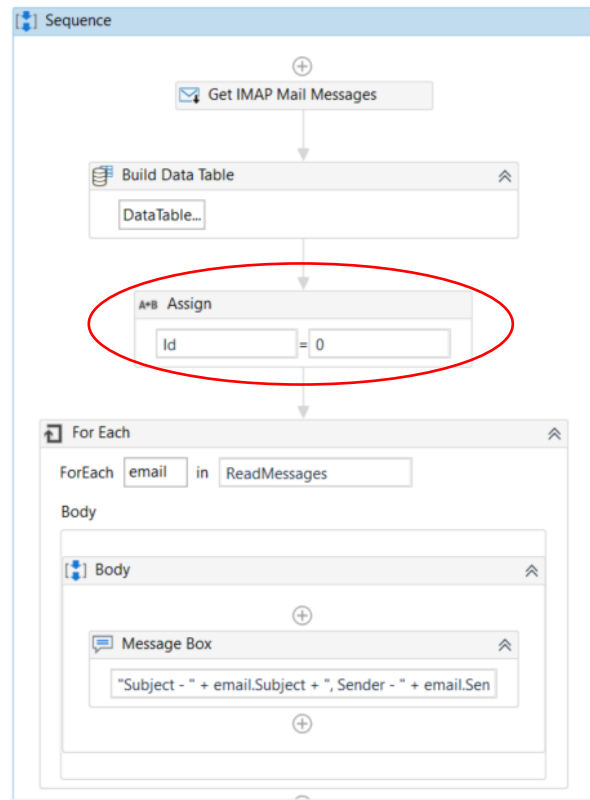 Sequence
Get IMAP Mail Messages
Build Data Table
DataTable...
A+B Assign
Id = 0
For Each
ForEach email in ReadMessages
Body
Body
Message Box
"Subject - " + email.Subject + ", Sender - " + email.Sen